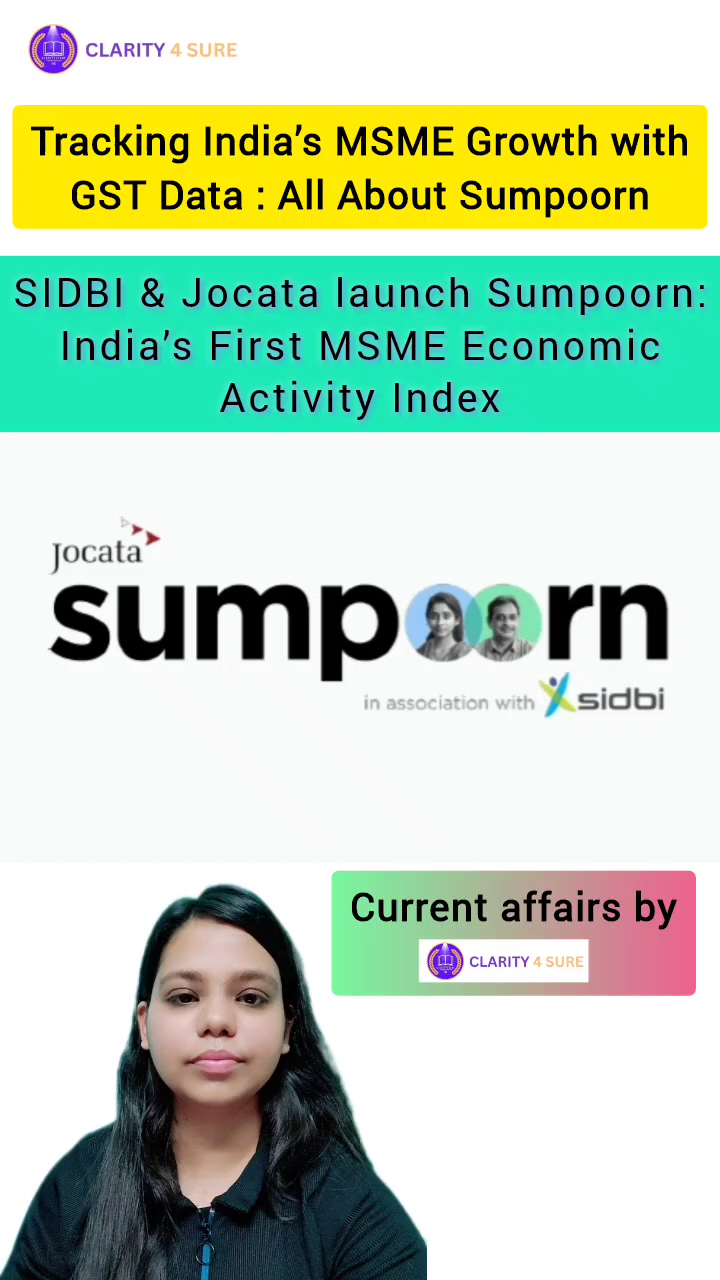 CLARITY 4 SURE
Tracking India’s MSME Growth with
GST Data : All About Sumpoorn
SIDBI & Jocata launch Sumpoorn:
India’s First MSME Economic
Activity Index
Jocata
sumpoorn
in association with sidbi
Current affairs by
CLARITY 4 SURE